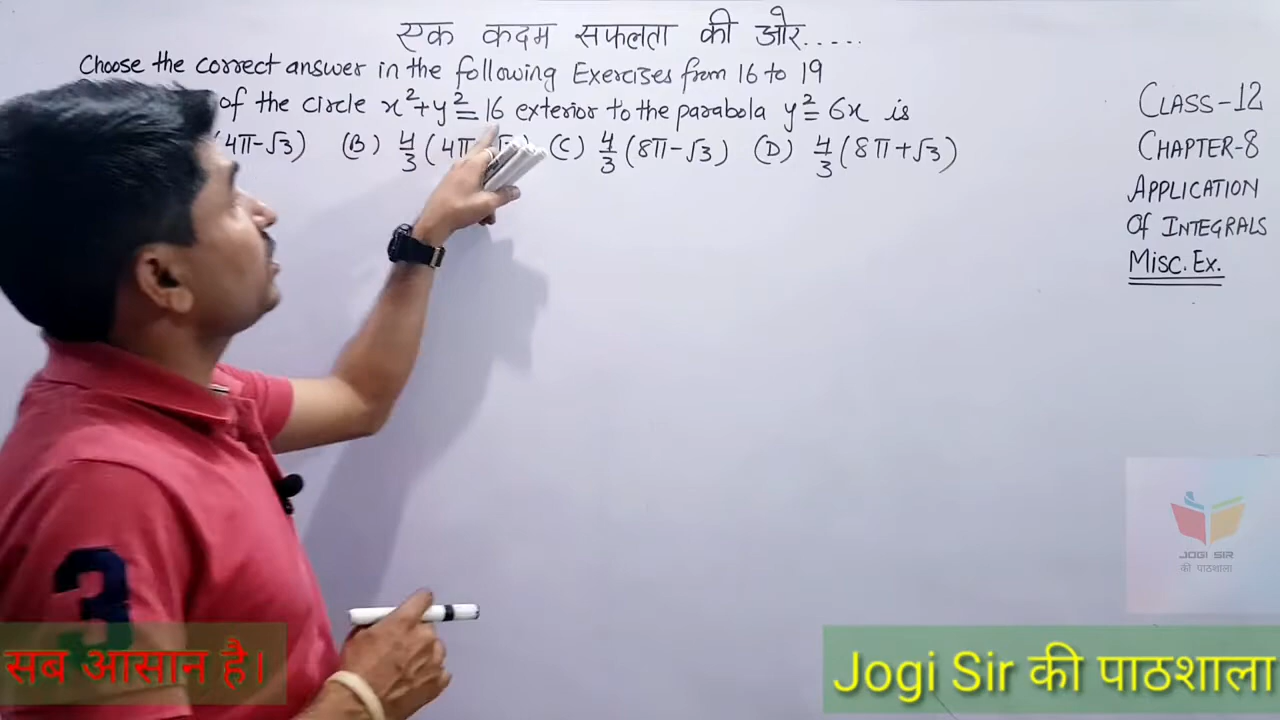 एक कदम सफलता की ओर.....
Choose the correct answer in the following Exercises from 16 to 19
of the circle x²+y²=16 exterior to the parabola y²=6x is
(4π-√3) (B) 4/3 (4π √3) (C) 4/3 (8π-√3) (D) 4/3 (8π+√3)
CLASS-12
CHAPTER-8
APPLICATION
Of INTEGRALS
Misc. Ex.
3
JOGI SIR
की पाठशाला
सब आसान है।
Jogi Sir की पाठशाला